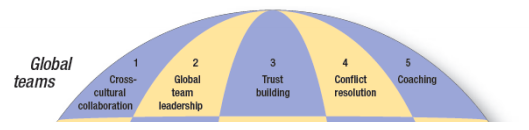 Global
teams
1
Cross-
cultural
collaboration
2
Global
team
leadership
3
Trust
building
4
Conflict
resolution
5
Coaching